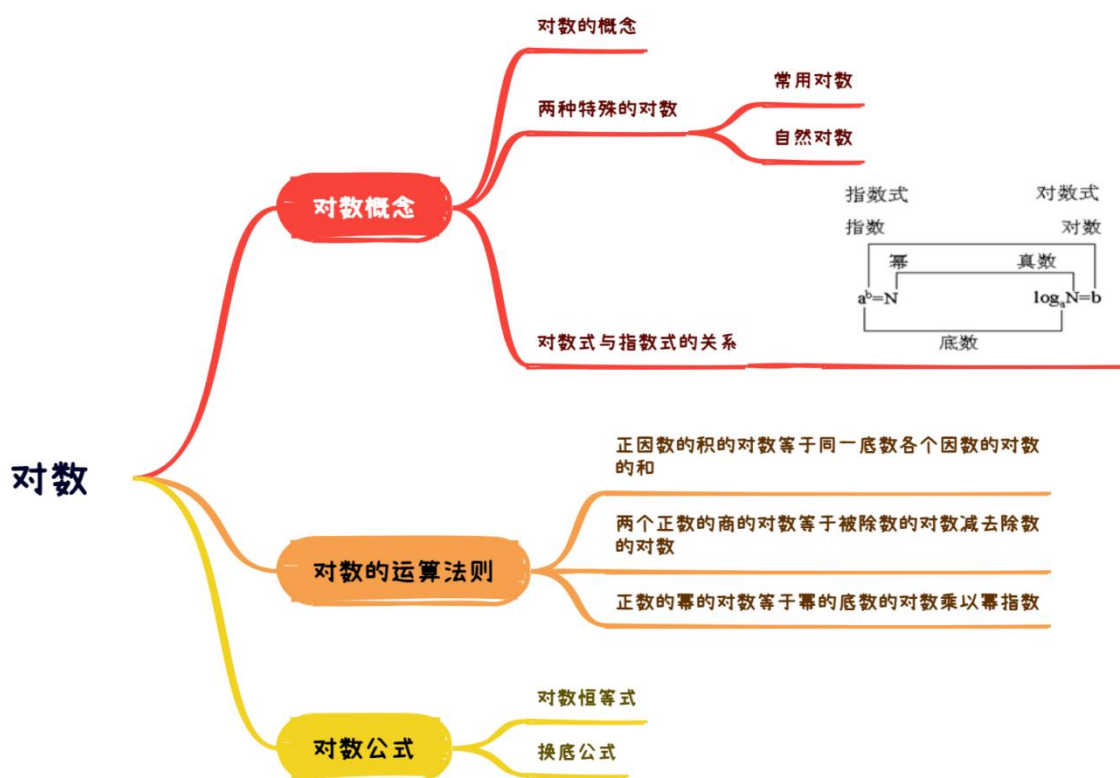 对数的概念
两种特殊的对数
常用对数
自然对数
对数概念
指数式
对数式
指数
对数
幂
真数
aᵇ=N
logₐN=b
底数
对数式与指数式的关系
对数
正因数的积的对数等于同一底数各个因数的对数
的和
两个正数的商的对数等于被除数的对数减去除数
的对数
对数的运算法则
正数的幂的对数等于幂的底数的对数乘以幂指数
对数恒等式
对数公式
换底公式